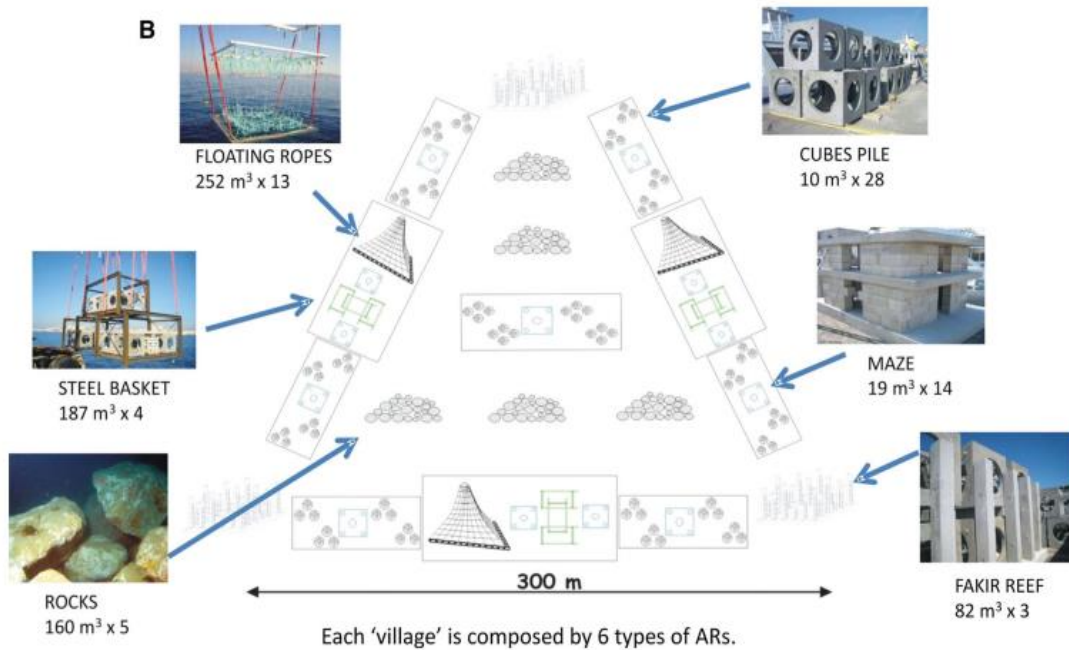 B
FLOATING ROPES
252 m³ x 13
CUBES PILE
10 m³ x 28
STEEL BASKET
187 m³ x 4
MAZE
19 m³ x 14
ROCKS
160 m³ x 5
FAKIR REEF
82 m³ x 3
300 m
Each ‘village’ is composed by 6 types of ARs.